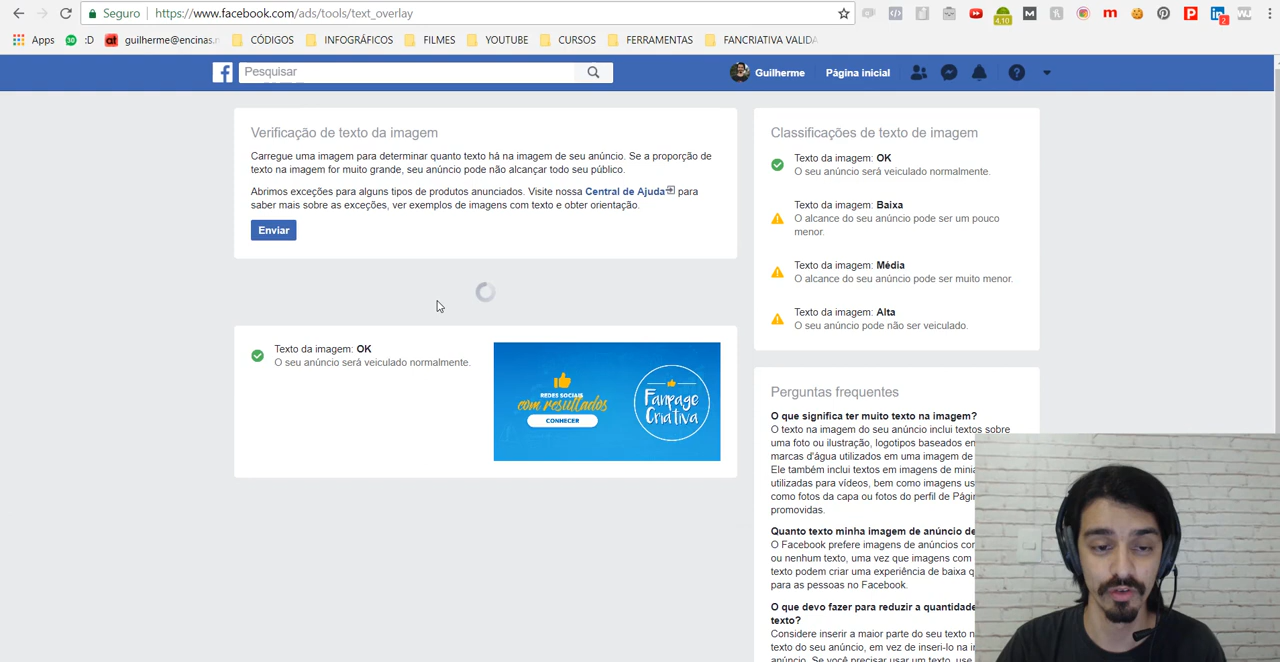 Seguro
https://www.facebook.com/ads/tools/text_overlay
Apps
:D
guilherme@encinas.
CÓDIGOS
INFOGRÁFICOS
FILMES
YOUTUBE
CURSOS
FERRAMENTAS
FANCRIATIVA VALIDA
4,10
M
m
P
2
Pesquisar
Guilherme
Página inicial
Verificação de texto da imagem
Carregue uma imagem para determinar quanto texto há na imagem de seu anúncio. Se a proporção de
texto na imagem for muito grande, seu anúncio pode não alcançar todo seu público.
Abrimos exceções para alguns tipos de produtos anunciados. Visite nossa Central de Ajuda para
saber mais sobre as exceções, ver exemplos de imagens com texto e obter orientação.
Enviar
Texto da imagem: OK
O seu anúncio será veiculado normalmente.
REDES SOCIAIS
com resultados
CONHECER
Fanpage
Criativa
Classificações de texto de imagem
Texto da imagem: OK
O seu anúncio será veiculado normalmente.
Texto da imagem: Baixa
O alcance do seu anúncio pode ser um pouco
menor.
Texto da imagem: Média
O alcance do seu anúncio pode ser muito menor.
Texto da imagem: Alta
O seu anúncio pode não ser veiculado.
Perguntas frequentes
O que significa ter muito texto na imagem?
O texto na imagem do seu anúncio inclui textos sobre
uma foto ou ilustração, logotipos baseados em
marcas d'água utilizados em uma imagem de
Ele também inclui textos em imagens de
utilizadas para vídeos, bem como imagens
como fotos da capa ou fotos do perfil de
promovidas.
Quanto texto minha imagem de anúncio
O Facebook prefere imagens de anúncios
ou nenhum texto, uma vez que imagens com
texto podem criar uma experiência de baixa
para as pessoas no Facebook.
O que devo fazer para reduzir a quantidade
texto?
Considere inserir a maior parte do seu texto
texto do seu anúncio, em vez de inseri-lo na
anúncio. Se você precisar usar um texto, use